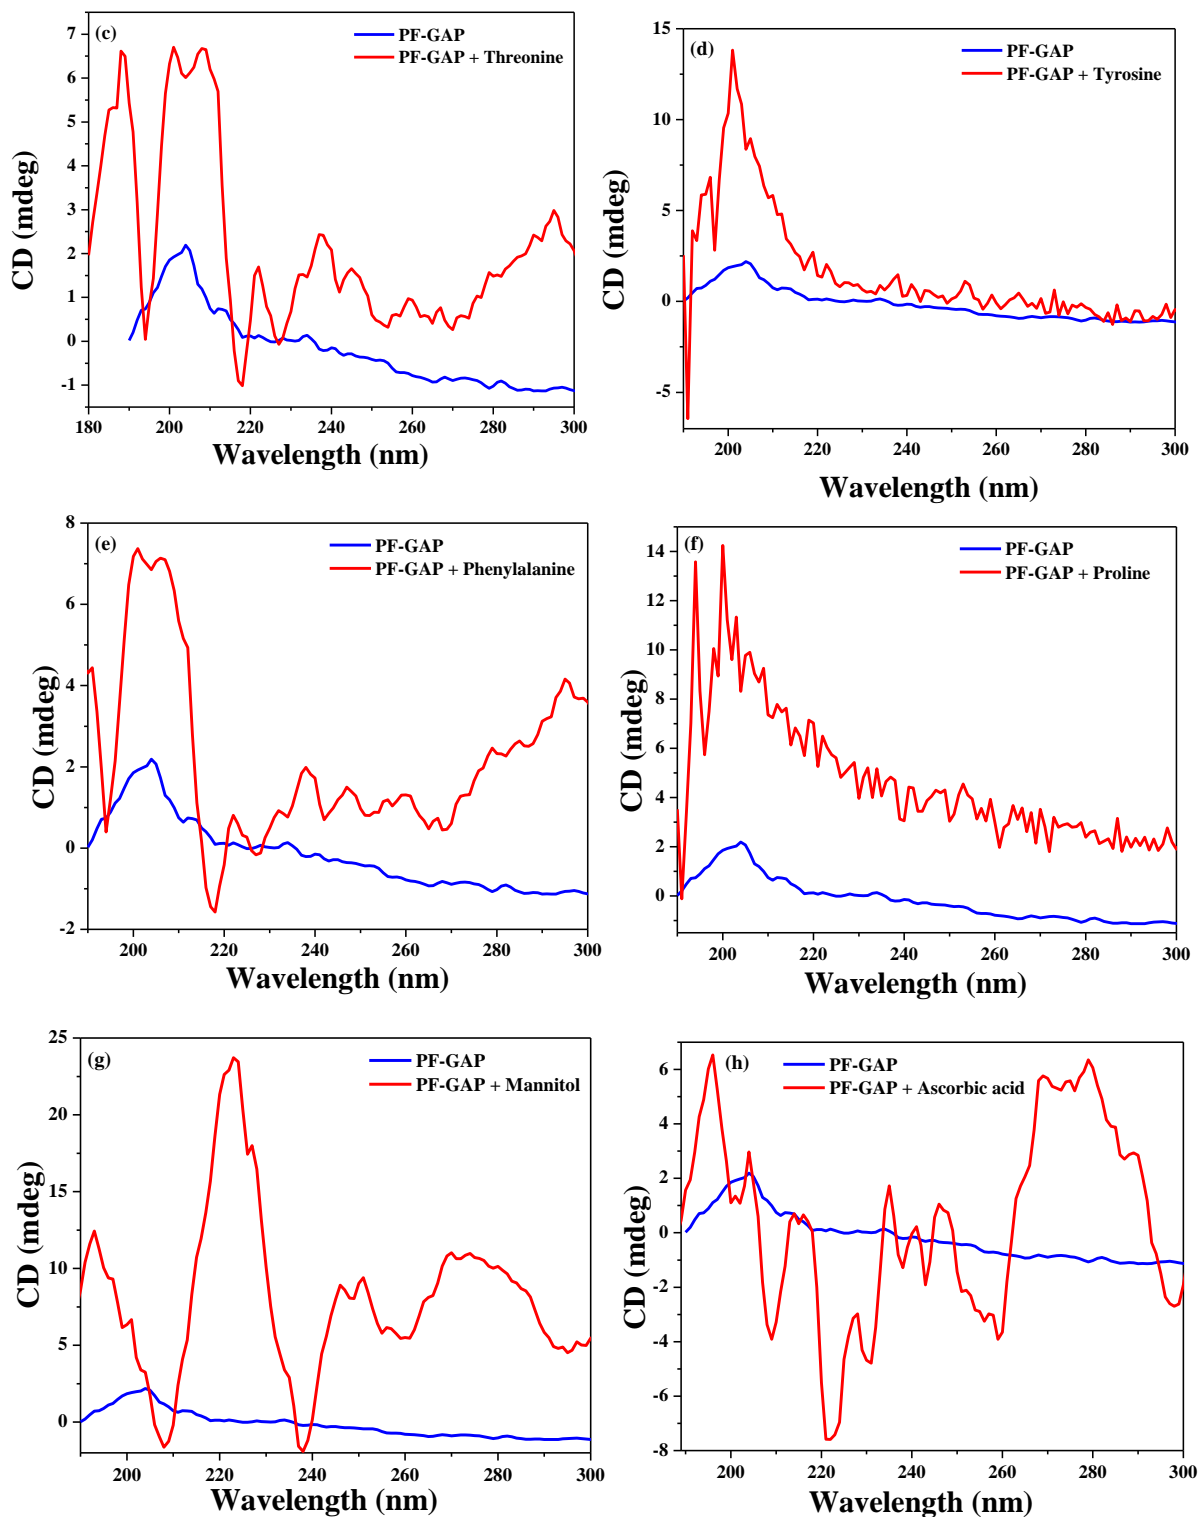 (c)
PF-GAP
PF-GAP + Threonine
7
6
5
4
3
2
1
0
-1
CD (mdeg)
180 200 220 240 260 280 300
Wavelength (nm)
(d)
PF-GAP
PF-GAP + Tyrosine
15
10
5
0
-5
CD (mdeg)
200 220 240 260 280 300
Wavelength (nm)
(e)
PF-GAP
PF-GAP + Phenylalanine
8
6
4
2
0
-2
CD (mdeg)
200 220 240 260 280 300
Wavelength (nm)
(f)
PF-GAP
PF-GAP + Proline
14
12
10
8
6
4
2
0
CD (mdeg)
200 220 240 260 280 300
Wavelength (nm)
(g)
PF-GAP
PF-GAP + Mannitol
25
20
15
10
5
0
CD (mdeg)
200 220 240 260 280 300
Wavelength (nm)
(h)
PF-GAP
PF-GAP + Ascorbic acid
6
4
2
0
-2
-4
-6
-8
CD (mdeg)
200 220 240 260 280 300
Wavelength (nm)